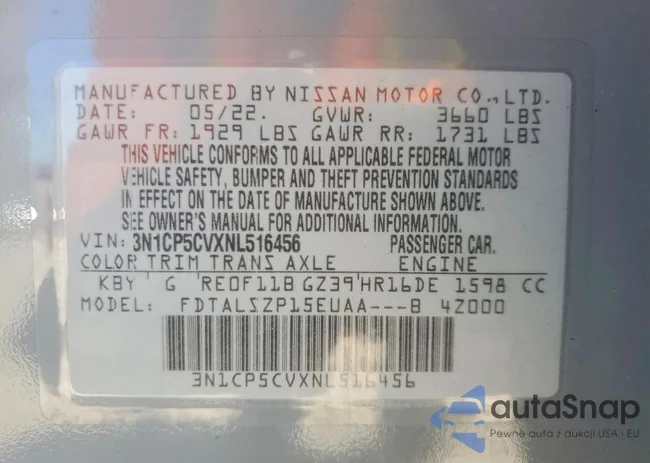 MANUFACTURED BY NISSAN MOTOR CO.,LTD.
DATE: 05/22. GVWR: 3660 LBS
GAWR FR: 1929 LBS GAWR RR: 1731 LBS
THIS VEHICLE CONFORMS TO ALL APPLICABLE FEDERAL MOTOR
VEHICLE SAFETY, BUMPER AND THEFT PREVENTION STANDARDS
IN EFFECT ON THE DATE OF MANUFACTURE SHOWN ABOVE.
SEE OWNER'S MANUAL FOR ADDITIONAL INFORMATION.
VIN: 3N1CP5CVXNL516456 PASSENGER CAR.
COLOR TRIM TRANS AXLE ENGINE
KBY G RE0F11B GZ39 HR16DE 1598 CC
MODEL: FDTALSZP15EUAA---B 4Z000
3N1CP5CVXNL516456
autaSnap
Pewne auta z aukcji USA i EU